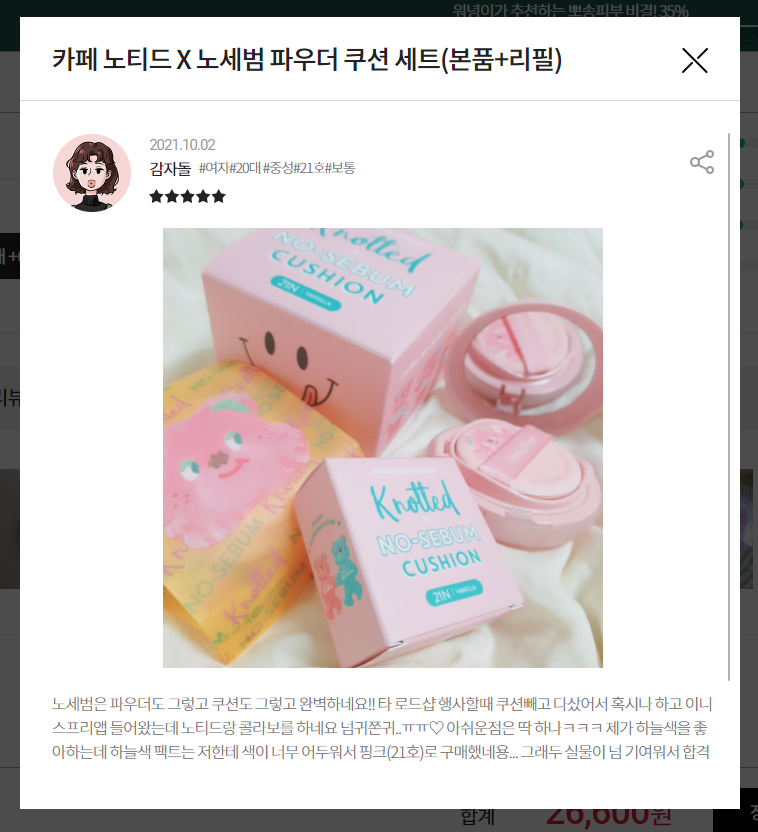 워녕이가 추천하는 뽀송피부 비결! 35%
카페 노티드 X 노세범 파우더 쿠션 세트(본품+리필)
2021.10.02
감자돌 #여자#20대#중성#21호#보통
Knotted
NO-SEBUM
CUSHION
21N VANILLA
Knotted
NO-SEBUM
CUSHION
21N VANILLA
Knotted
NO-SEBUM
노세범은 파우더도 그렇고 쿠션도 그렇고 완벽하네요!! 타 로드샵 행사할때 쿠션빼고 다샀어서 혹시나 하고 이니
스프리앱 들어왔는데 노티드랑 콜라보를 하네요 넘귀쫀귀..ㅠㅠ♡ 아쉬운점은 딱 하나ㅋㅋㅋ 제가 하늘색을 좋
아하는데 하늘색 팩트는 저한테 색이 너무 어두워서 핑크(21호)로 구매했네용... 그래두 실물이 넘 기여워서 합격
리뷰
합계 26,600원